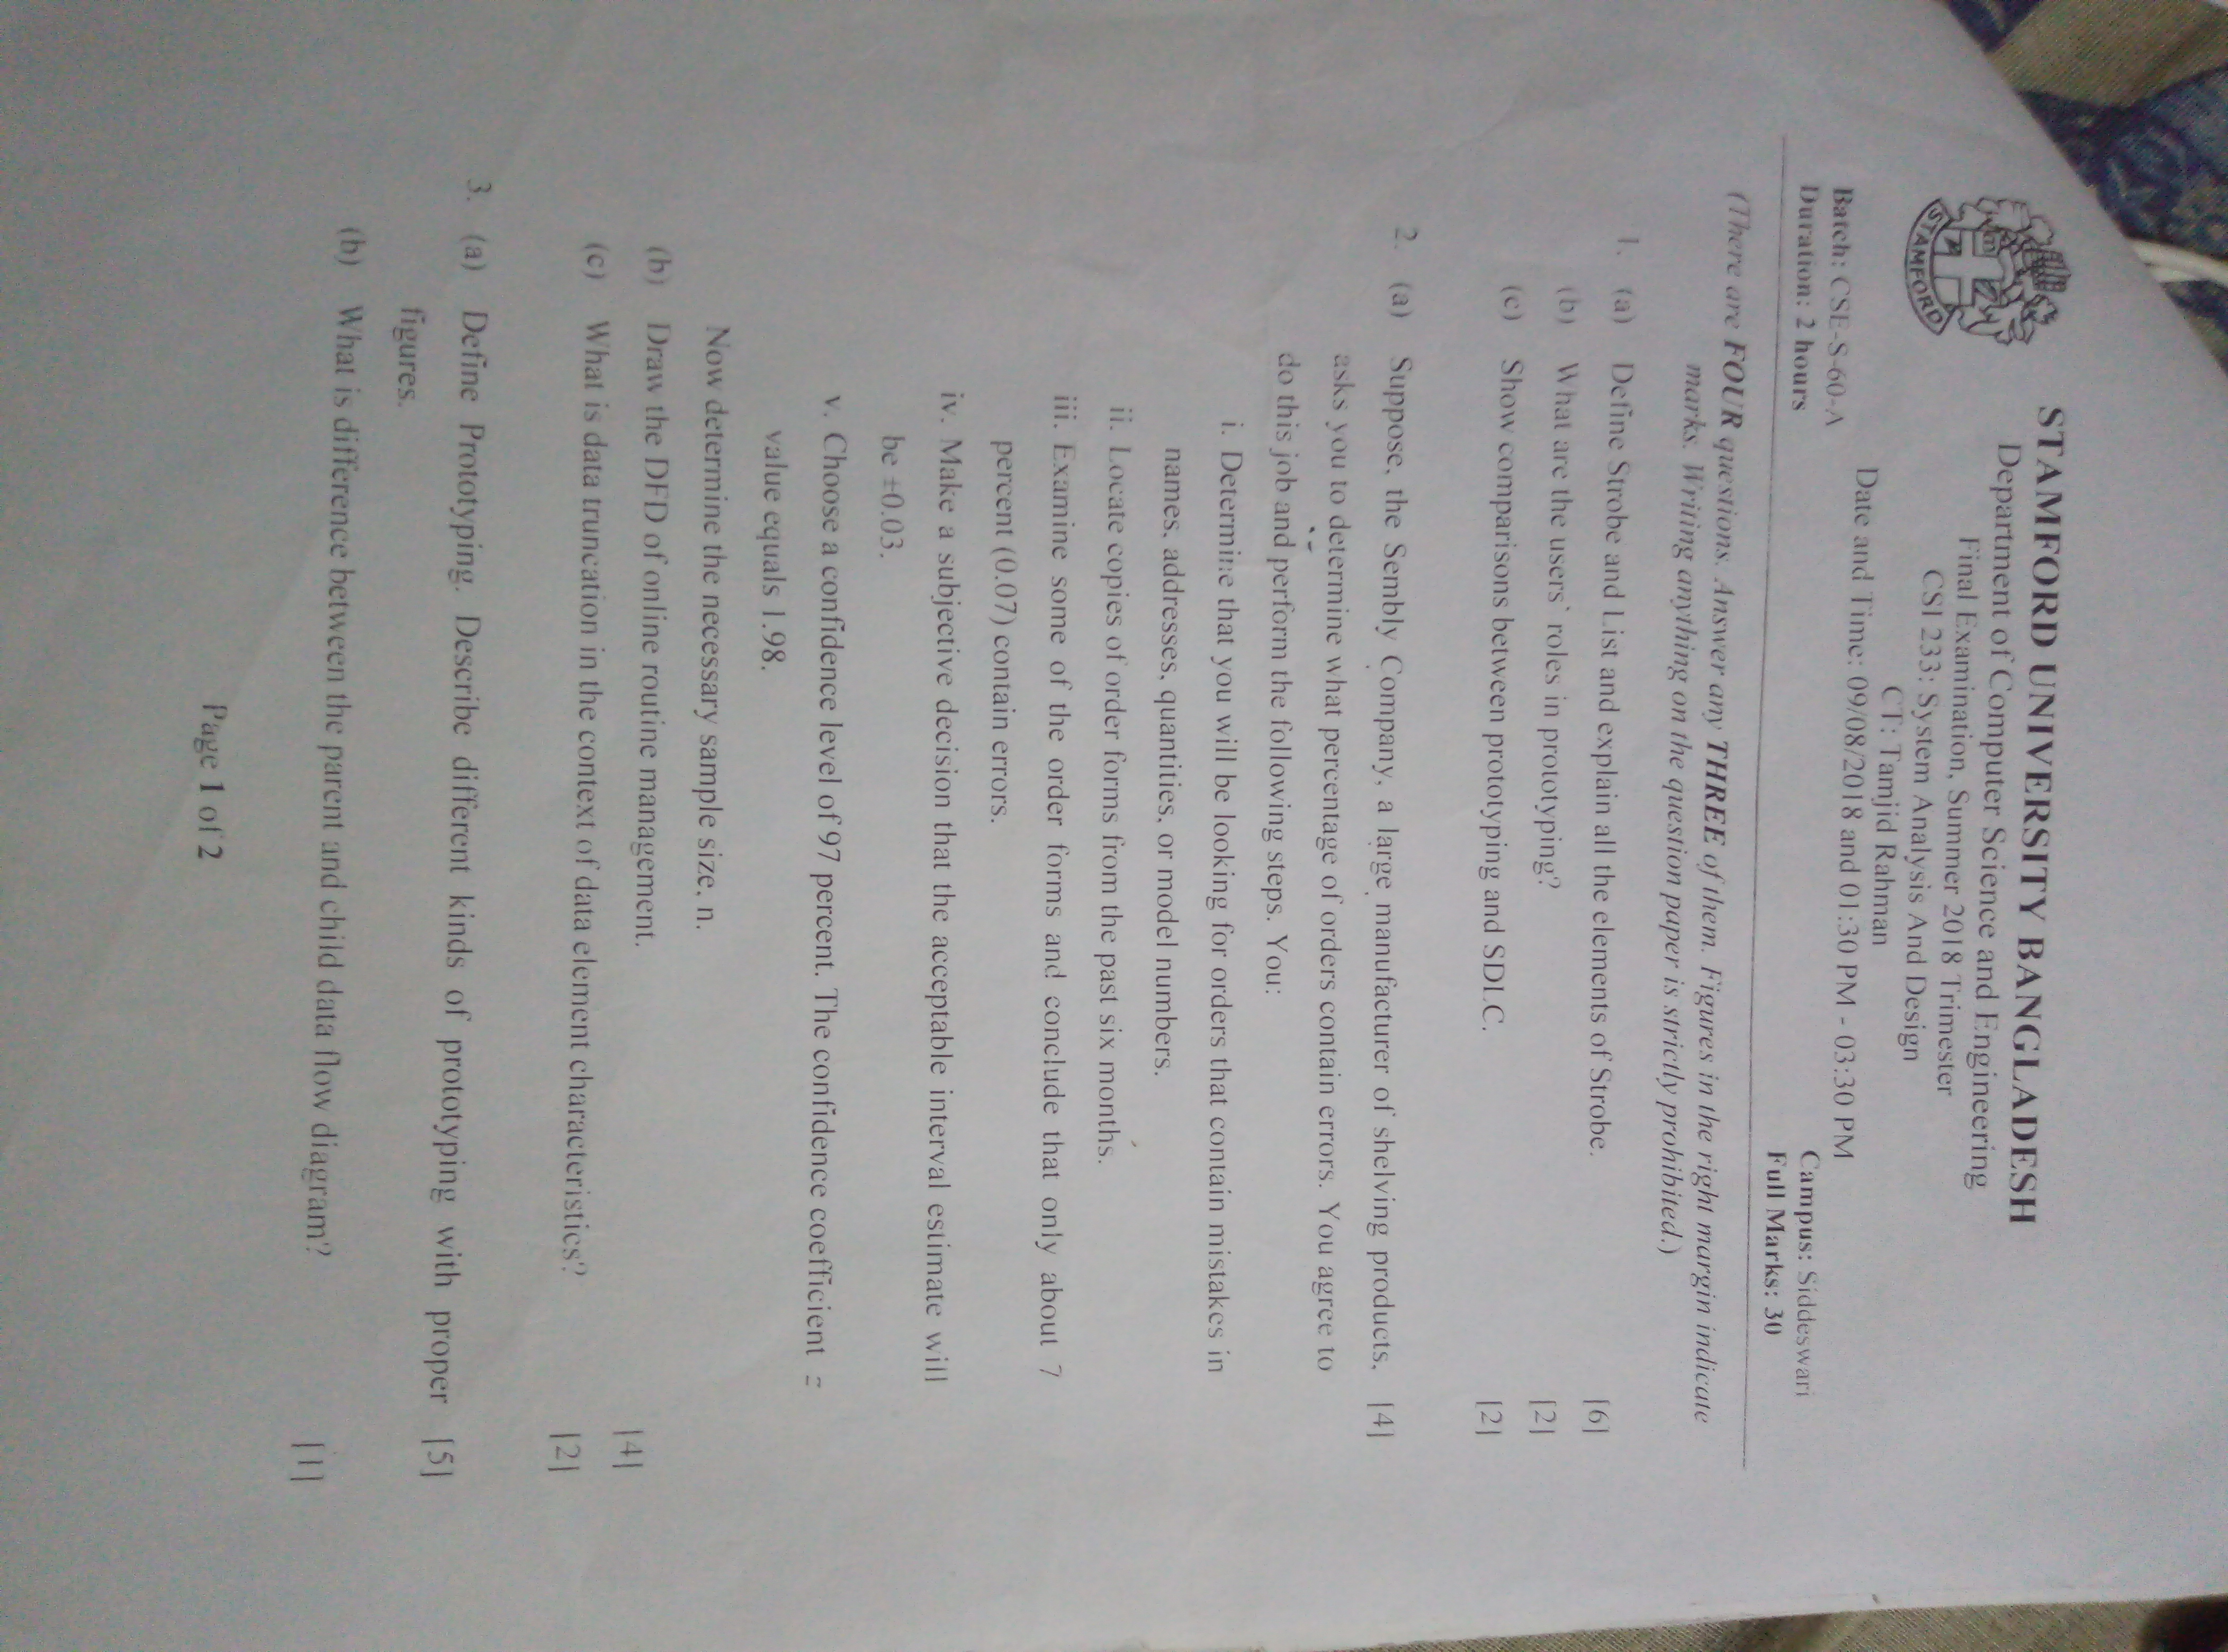 STAMFORD
STAMFORD UNIVERSITY BANGLADESH
Department of Computer Science and Engineering
Final Examination, Summer 2018 Trimester
CSI 233: System Analysis And Design
CT: Tamjid Rahman
Date and Time: 09/08/2018 and 01:30 PM - 03:30 PM
Batch: CSE-S-60-A Campus: Siddeswari
Duration: 2 hours Full Marks: 30
(There are FOUR questions. Answer any THREE of them. Figures in the right margin indicate
marks. Writing anything on the question paper is strictly prohibited.)
1. (a) Define Strobe and List and explain all the elements of Strobe. [6]
(b) What are the users' roles in prototyping? [2]
(c) Show comparisons between prototyping and SDLC. [2]
2. (a) Suppose, the Sembly Company, a large manufacturer of shelving products, [4]
asks you to determine what percentage of orders contain errors. You agree to
do this job and perform the following steps. You:
i. Determine that you will be looking for orders that contain mistakes in
names, addresses, quantities, or model numbers.
ii. Locate copies of order forms from the past six months.
iii. Examine some of the order forms and conclude that only about 7
percent (0.07) contain errors.
iv. Make a subjective decision that the acceptable interval estimate will
be ±0.03.
v. Choose a confidence level of 97 percent. The confidence coefficient =
value equals 1.98.
Now determine the necessary sample size, n.
(b) Draw the DFD of online routine management. [4]
(c) What is data truncation in the context of data element characteristics? [2]
3. (a) Define Prototyping. Describe different kinds of prototyping with proper [5]
figures.
(b) What is difference between the parent and child data flow diagram? [1]
Page 1 of 2